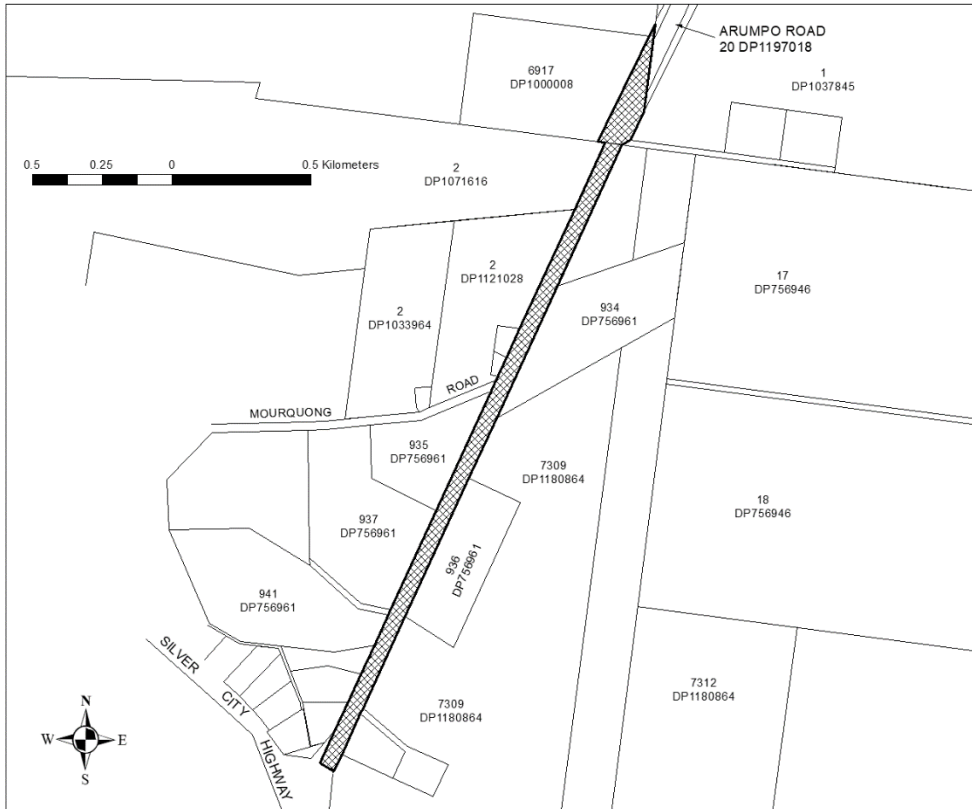 ARUMPO ROAD
20 DP1197018
6917
DP1000008
1
DP1037845
0.5 0.25 0 0.5 Kilometers
2
DP1071616
2
DP1121028
17
DP756946
934
DP756961
2
DP1033964
MOURQUONG ROAD
935
DP756961
7309
DP1180864
18
DP756946
937
DP756961
936
DP756961
941
DP756961
SILVER CITY HIGHWAY
7309
DP1180864
7312
DP1180864
N
W E
S